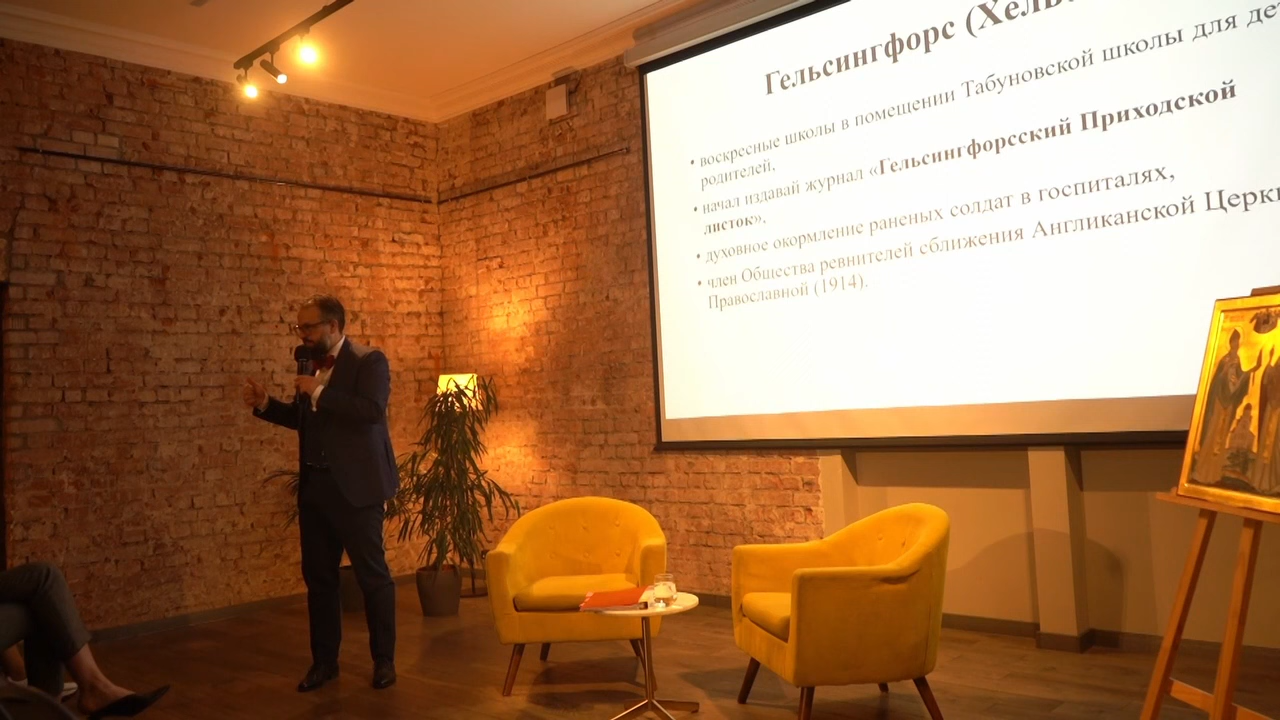 Гельсингфорс (Хель
• воскресные школы в помещении Табуновской школы для де
родителей,
• начал издавай журнал «Гельсингфорсский Приходской
листок»,
• духовное окормление раненых солдат в госпиталях,
• член Общества ревнителей сближения Англиканской Церк
Православной (1914).